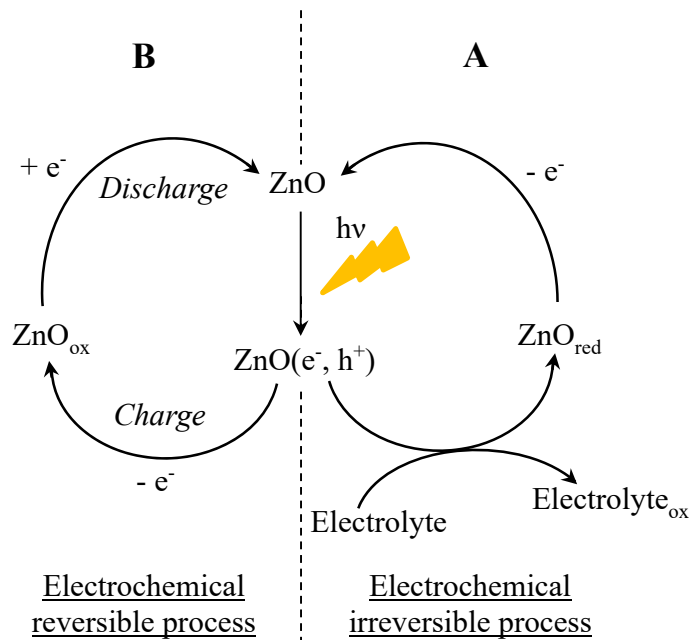 B
A
+ e⁻
Discharge
ZnO
- e⁻
hν
ZnOox
ZnO(e⁻, h⁺)
ZnOred
Charge
- e⁻
Electrolyte
Electrolyteox
Electrochemical
reversible process
Electrochemical
irreversible process